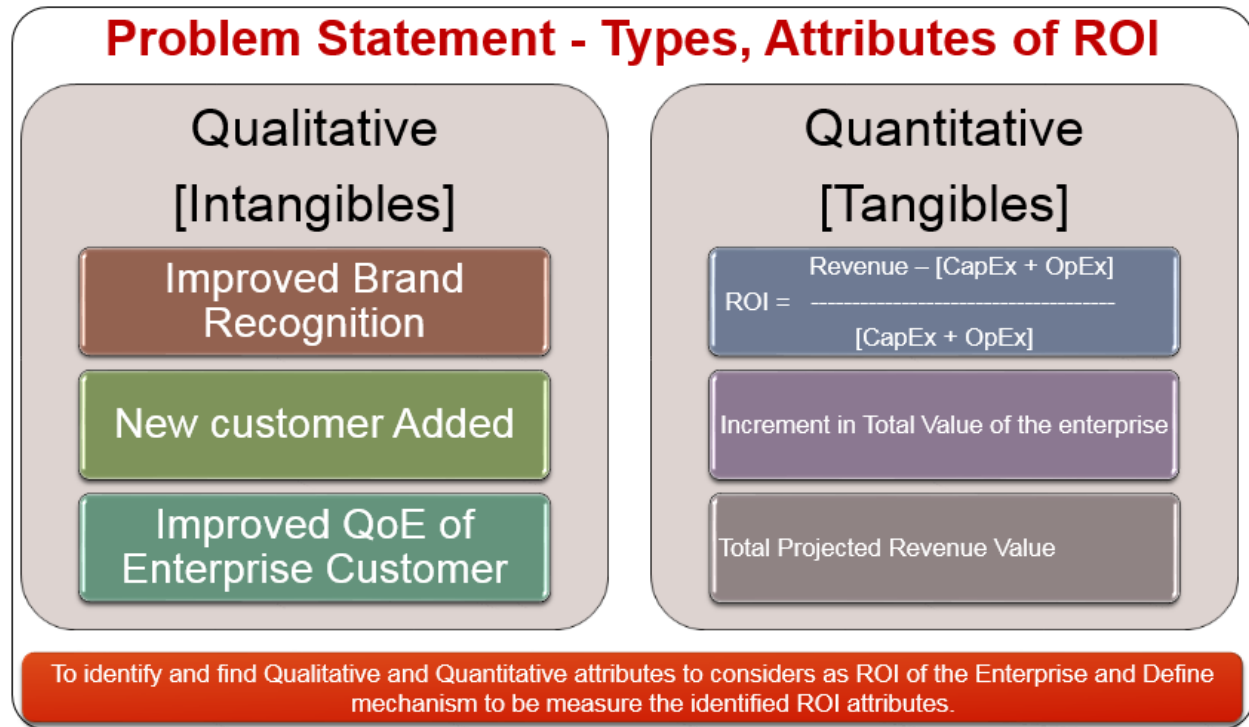 Problem Statement - Types, Attributes of ROI
Qualitative
[Intangibles]
Improved Brand
Recognition
New customer Added
Improved QoE of
Enterprise Customer
Quantitative
[Tangibles]
Revenue – [CapEx + OpEx]
ROI = -------------------------------------
[CapEx + OpEx]
Increment in Total Value of the enterprise
Total Projected Revenue Value
To identify and find Qualitative and Quantitative attributes to considers as ROI of the Enterprise and Define
mechanism to be measure the identified ROI attributes.